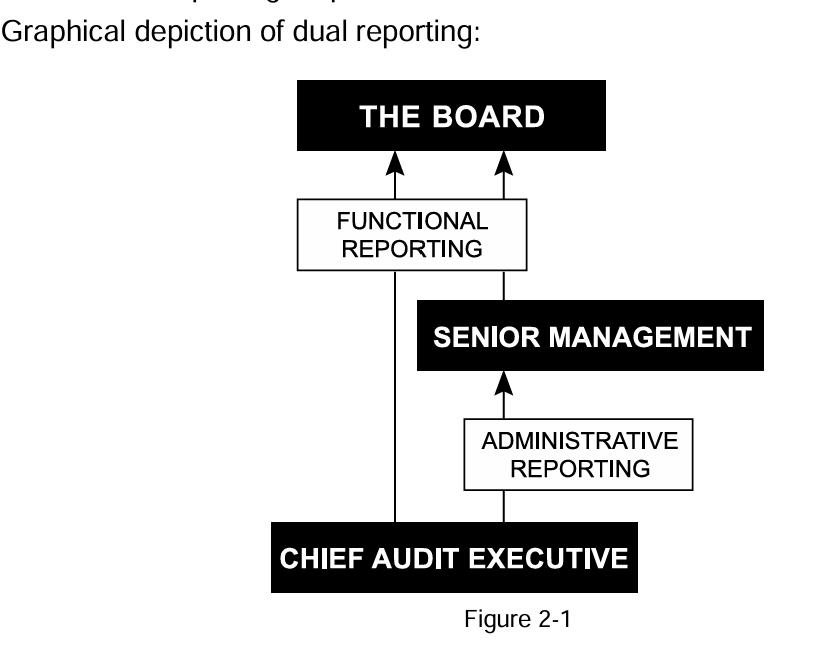 Graphical depiction of dual reporting:
THE BOARD
FUNCTIONAL
REPORTING
SENIOR MANAGEMENT
ADMINISTRATIVE
REPORTING
CHIEF AUDIT EXECUTIVE
Figure 2-1